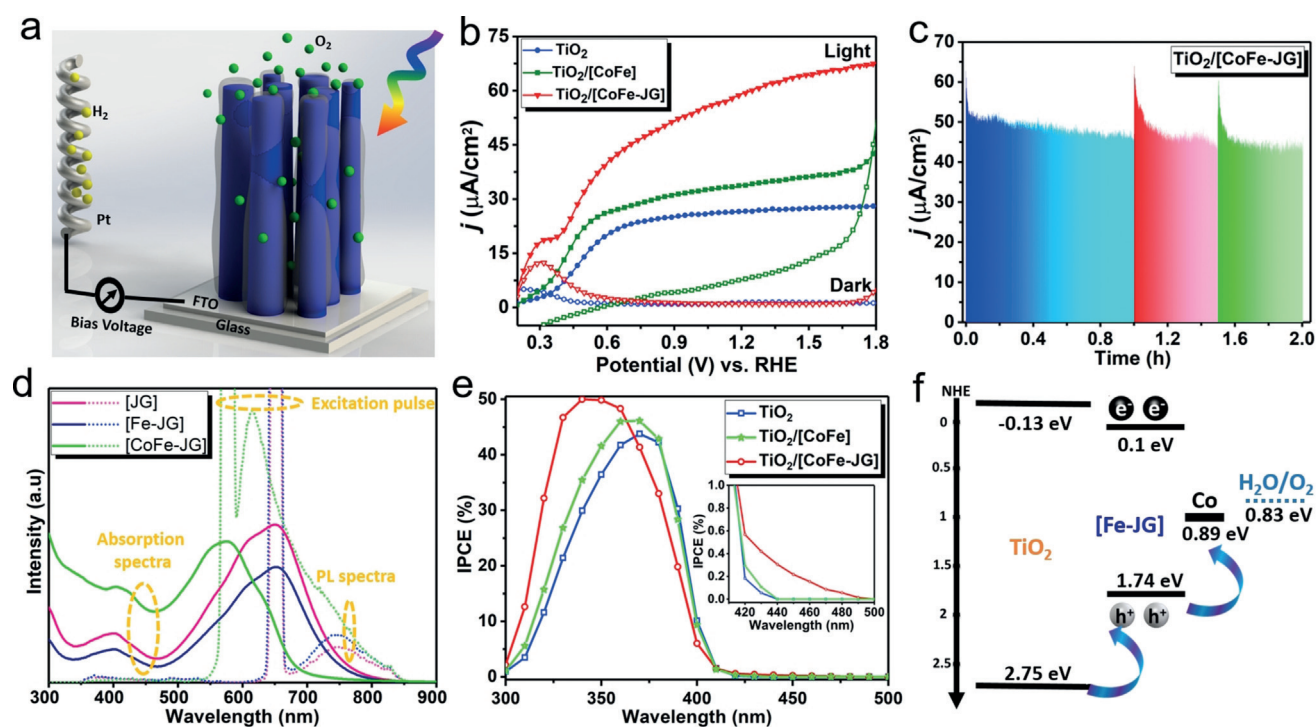 a
O2
H2
Pt
FTO
Glass
Bias Voltage
b
TiO2
TiO2/[CoFe]
TiO2/[CoFe-JG]
Light
Dark
j (μA/cm2)
75
60
45
30
15
0
0.3 0.6 0.9 1.2 1.5 1.8
Potential (V) vs. RHE
c
TiO2/[CoFe-JG]
j (μA/cm2)
70
60
50
40
30
20
10
0
0.0 0.4 0.8 1.2 1.6 2.0
Time (h)
d
[JG]
[Fe-JG]
[CoFe-JG]
Excitation pulse
Absorption
spectra
PL spectra
Intensity (a.u)
300 400 500 600 700 800 900
Wavelength (nm)
e
TiO2
TiO2/[CoFe]
TiO2/[CoFe-JG]
IPCE (%)
50
40
30
20
10
0
300 350 400 450 500
Wavelength (nm)
IPCE (%)
1.0
0.8
0.6
0.4
0.2
0.0
420 440 460 480 500
Wavelength (nm)
f
NHE
0
0.5
1
1.5
2
2.5
-0.13 eV
e- e-
0.1 eV
H2O/O2
Co
0.83 eV
[Fe-JG]
0.89 eV
TiO2
1.74 eV
h+ h+
2.75 eV